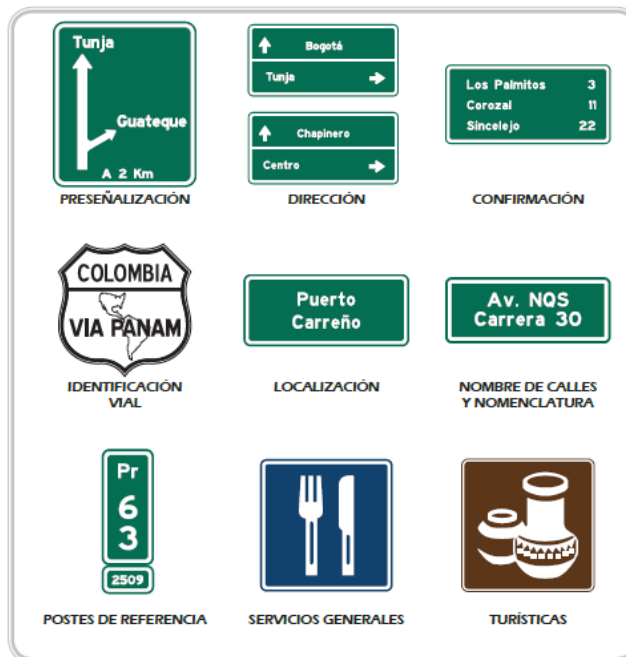 Tunja
Guateque
A 2 Km
PRESEÑALIZACIÓN
Bogotá
Tunja
Chapinero
Centro
DIRECCIÓN
Los Palmitos 3
Corozal 11
Sincelejo 22
CONFIRMACIÓN
COLOMBIA
VIA PANAM
IDENTIFICACIÓN
VIAL
Puerto
Carreño
LOCALIZACIÓN
Av. NQS
Carrera 30
NOMBRE DE CALLES
Y NOMENCLATURA
Pr
6
3
2509
POSTES DE REFERENCIA
SERVICIOS GENERALES
TURÍSTICAS